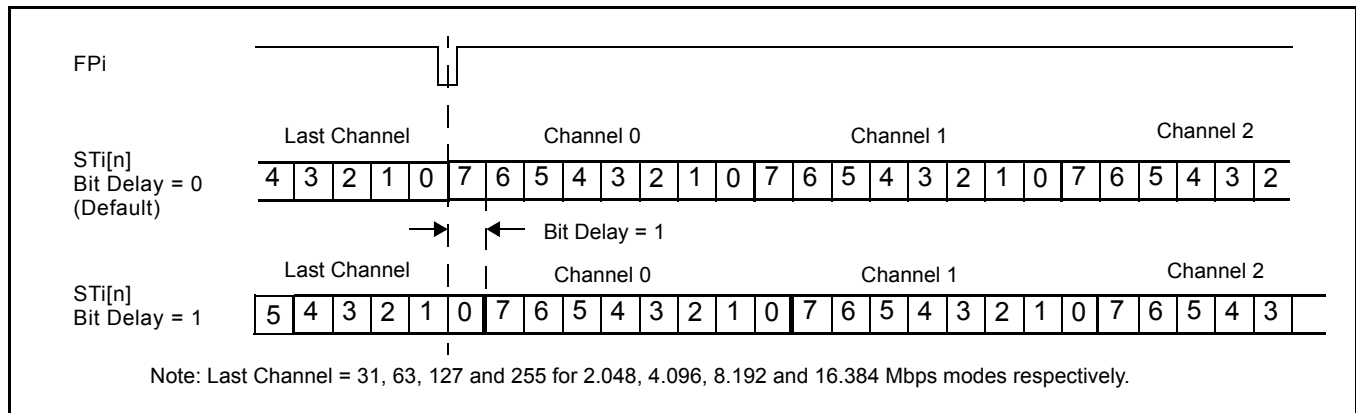 FPi
Last Channel Channel 0 Channel 1 Channel 2
STi[n]
Bit Delay = 0
(Default)
4 3 2 1 0 7 6 5 4 3 2 1 0 7 6 5 4 3 2 1 0 7 6 5 4 3 2
Bit Delay = 1
Last Channel Channel 0 Channel 1 Channel 2
STi[n]
Bit Delay = 1
5 4 3 2 1 0 7 6 5 4 3 2 1 0 7 6 5 4 3 2 1 0 7 6 5 4 3
Note: Last Channel = 31, 63, 127 and 255 for 2.048, 4.096, 8.192 and 16.384 Mbps modes respectively.